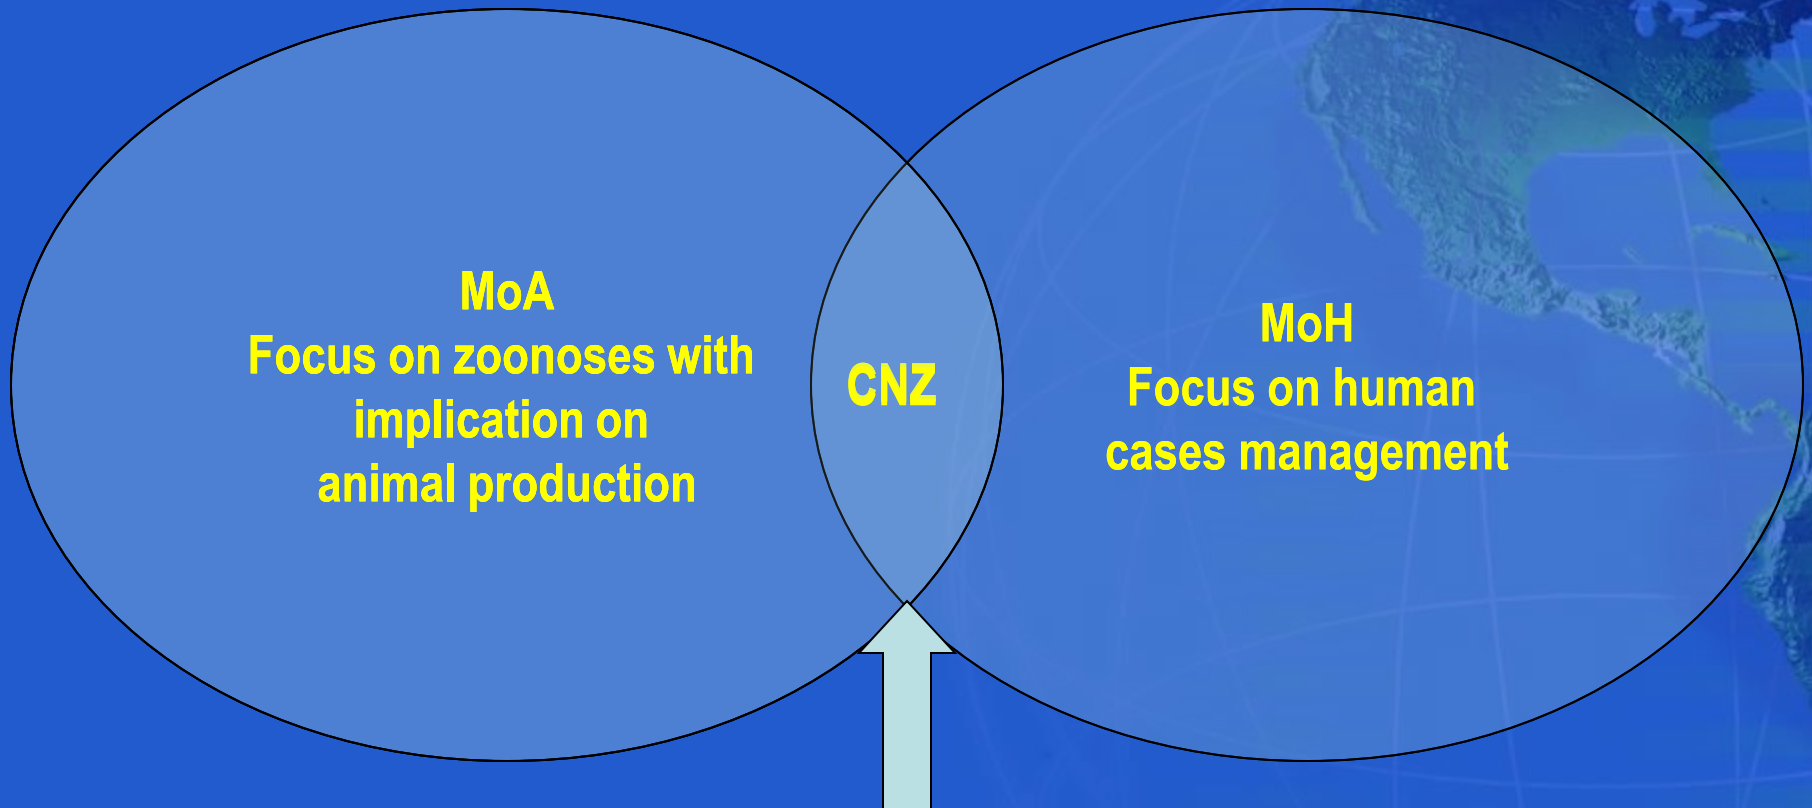 MoA
Focus on zoonoses with
implication on
animal production
CNZ
MoH
Focus on human
cases management